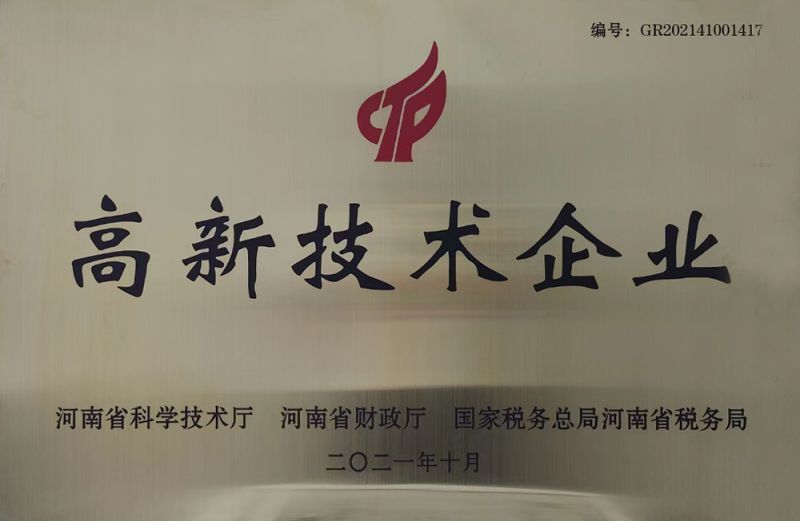 编号：GR202141001417
CTP
高新技术企业
河南省科学技术厅 河南省财政厅 国家税务总局河南省税务局
二〇二一年十月